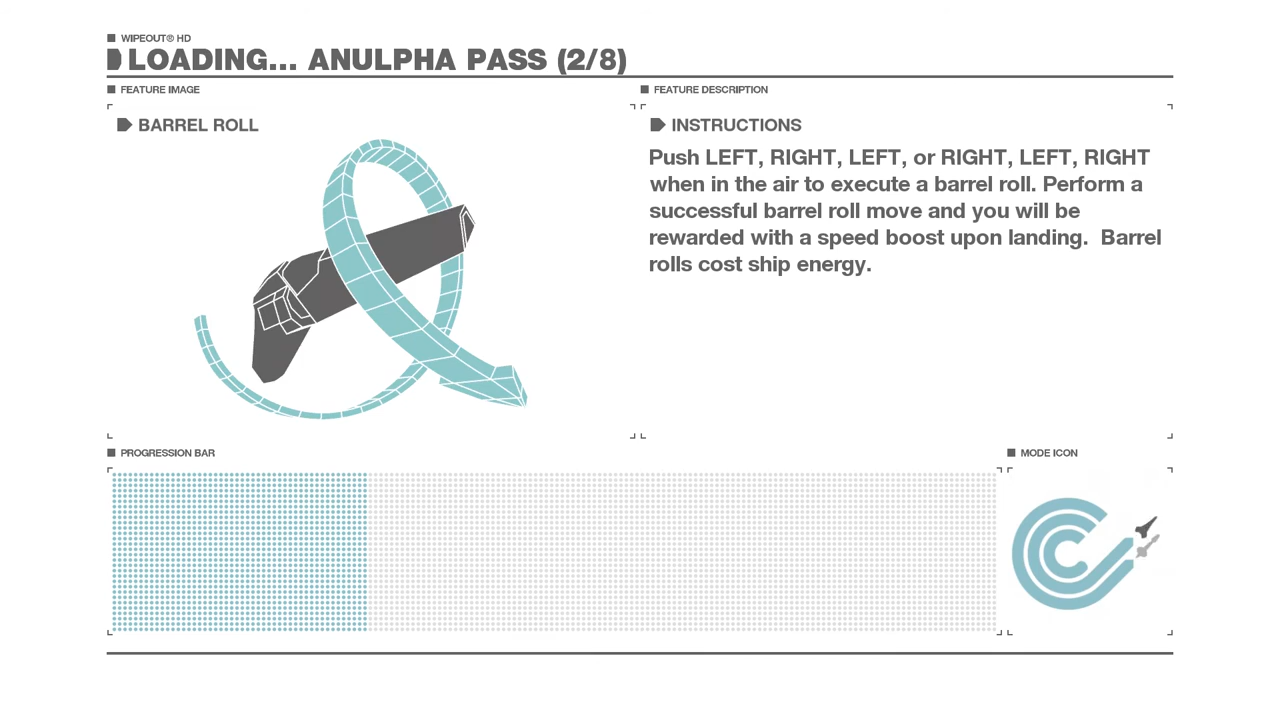 WIPEOUT® HD
LOADING... ANULPHA PASS (2/8)
FEATURE IMAGE
FEATURE DESCRIPTION
BARREL ROLL
INSTRUCTIONS
Push LEFT, RIGHT, LEFT, or RIGHT, LEFT, RIGHT
when in the air to execute a barrel roll. Perform a
successful barrel roll move and you will be
rewarded with a speed boost upon landing.  Barrel
rolls cost ship energy.
PROGRESSION BAR
MODE ICON